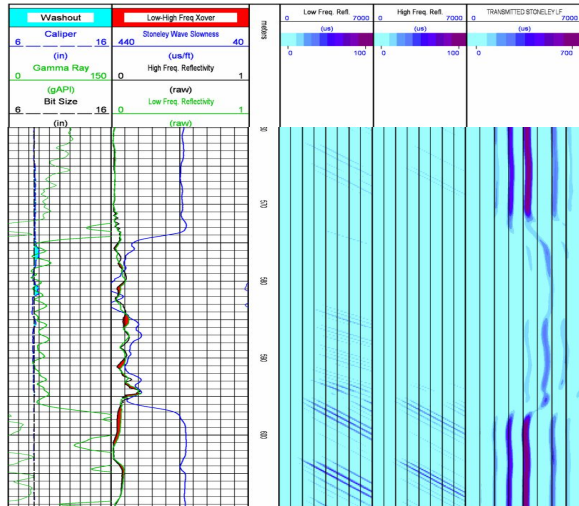 Washout
Caliper
6 16
(in)
Gamma Ray
0 150
(gAPI)
Bit Size
6 16
(in)
Low-High Freq Xover
Stoneley Wave Slowness
440 40
(us/ft)
High Freq. Reflectivity
0 1
(raw)
Low Freq. Reflectivity
0 1
(raw)
meters
570
580
590
600
Low Freq. Refl.
0 7000
(us)
0 100
High Freq. Refl.
0 7000
(us)
0 100
TRANSMITTED STONELEY LF
0 7000
(us)
0 700